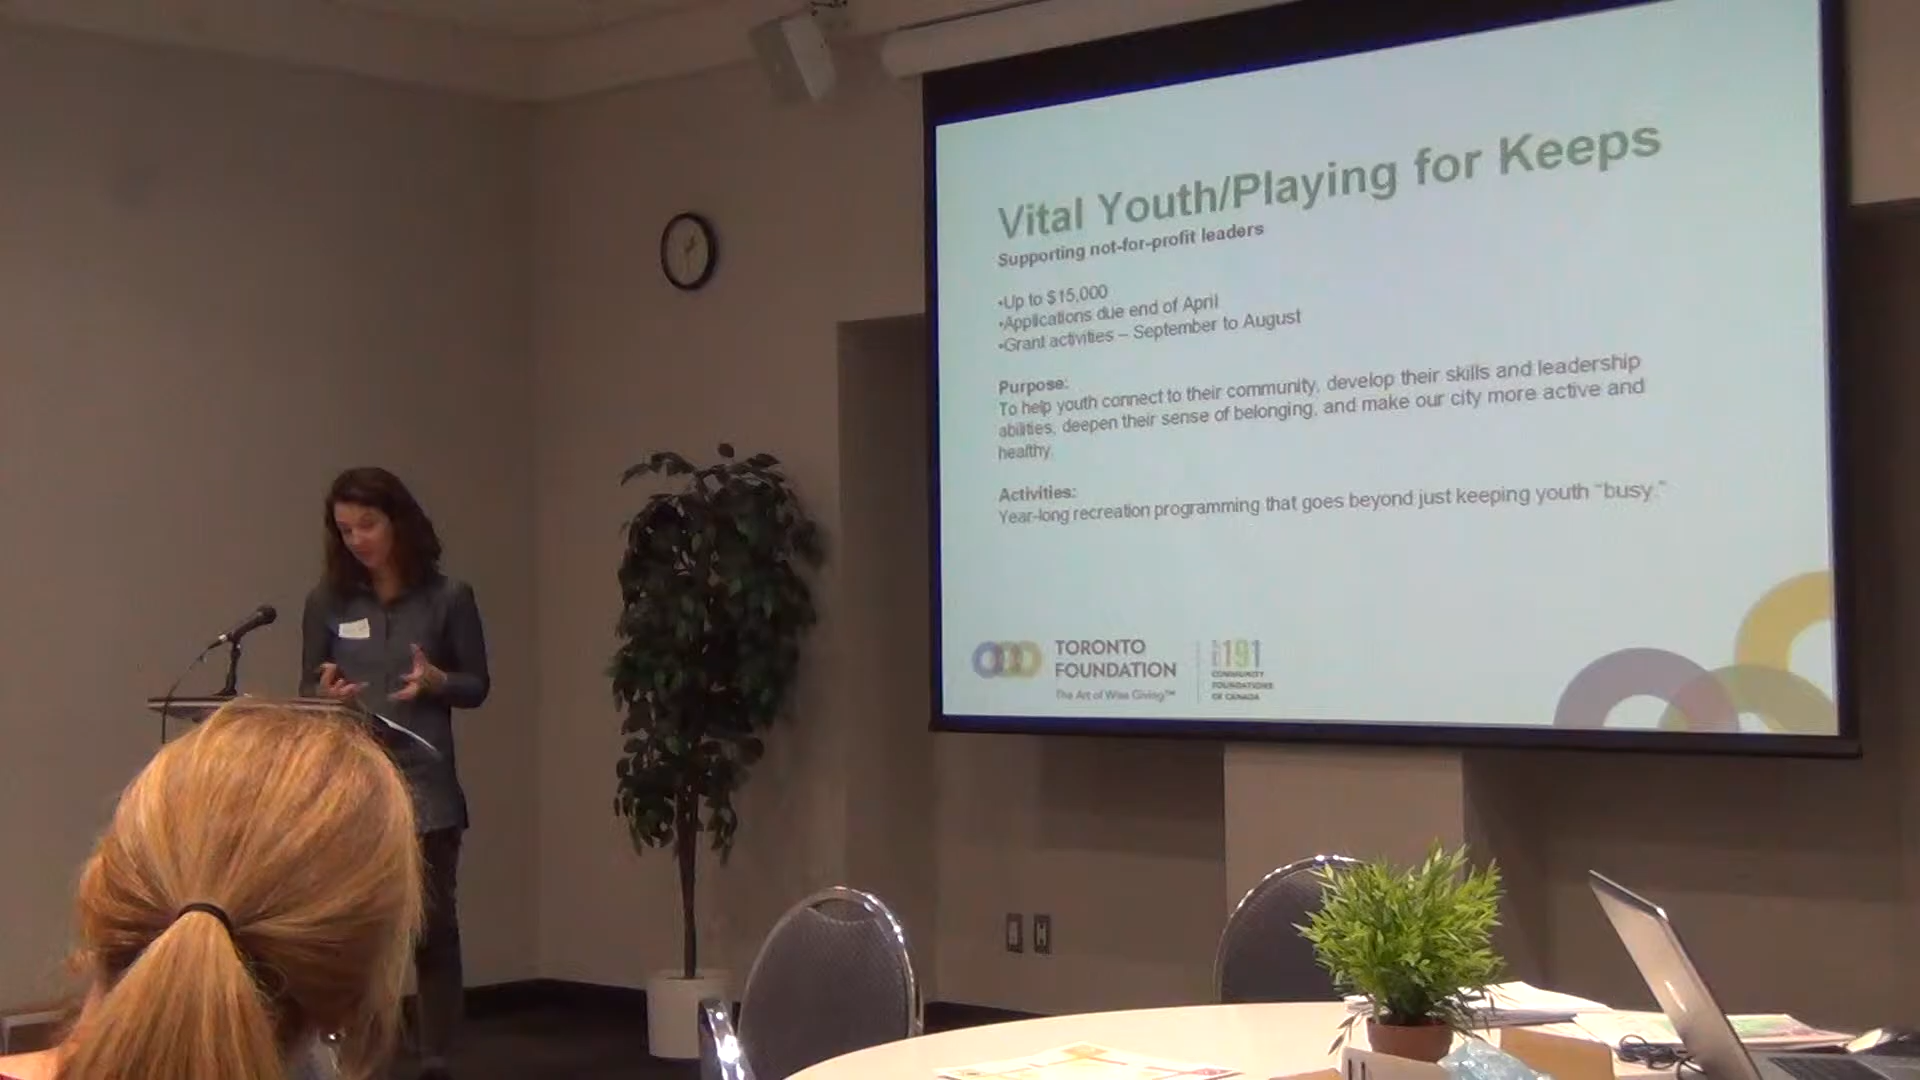 Vital Youth/Playing for Keeps
Supporting not-for-profit leaders
•Up to $15,000
•Applications due end of April
•Grant activities – September to August
Purpose:
To help youth connect to their community, develop their skills and leadership
abilities, deepen their sense of belonging, and make our city more active and
healthy.
Activities:
Year-long recreation programming that goes beyond just keeping youth "busy."
TORONTO
FOUNDATION
The Art of Wise Giving™
191
COMMUNITY
FOUNDATIONS
OF CANADA